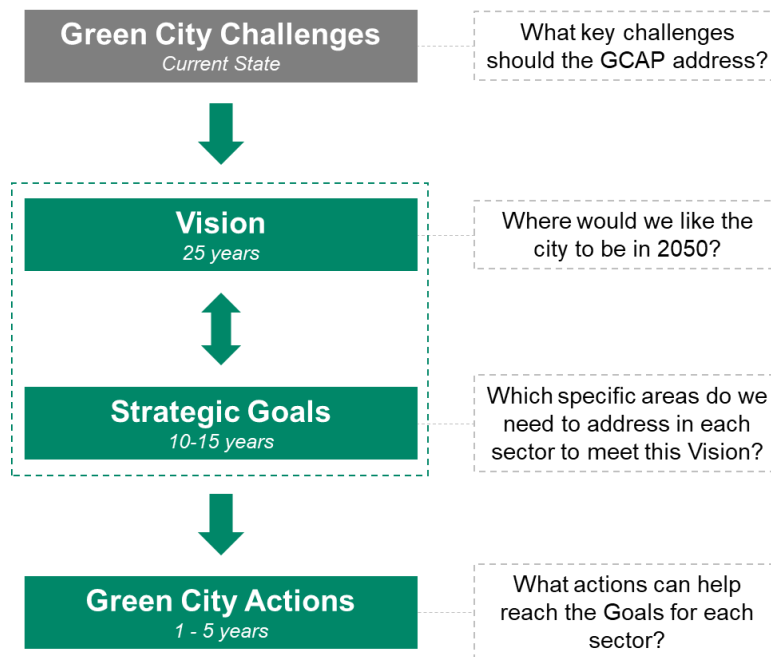 Green City Challenges
Current State
What key challenges
should the GCAP address?
Vision
25 years
Where would we like the
city to be in 2050?
Strategic Goals
10-15 years
Which specific areas do we
need to address in each
sector to meet this Vision?
Green City Actions
1 - 5 years
What actions can help
reach the Goals for each
sector?